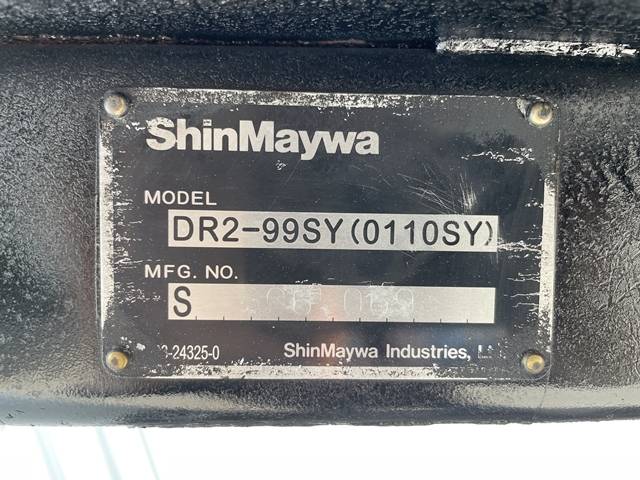 ShinMaywa
MODEL
DR2-99SY(0110SY)
MFG. NO.
S
-24325-0
ShinMaywa Industries,